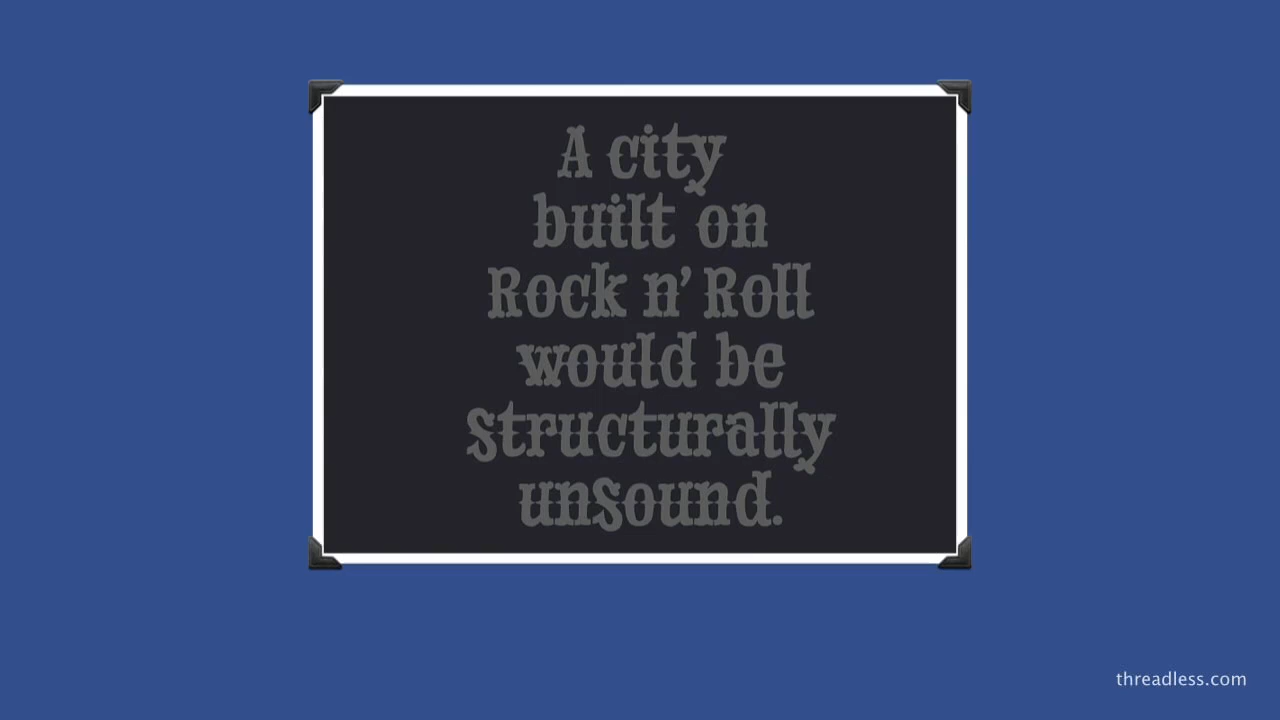 A city
built on
Rock n' Roll
would be
structurally
unsound.
threadless.com